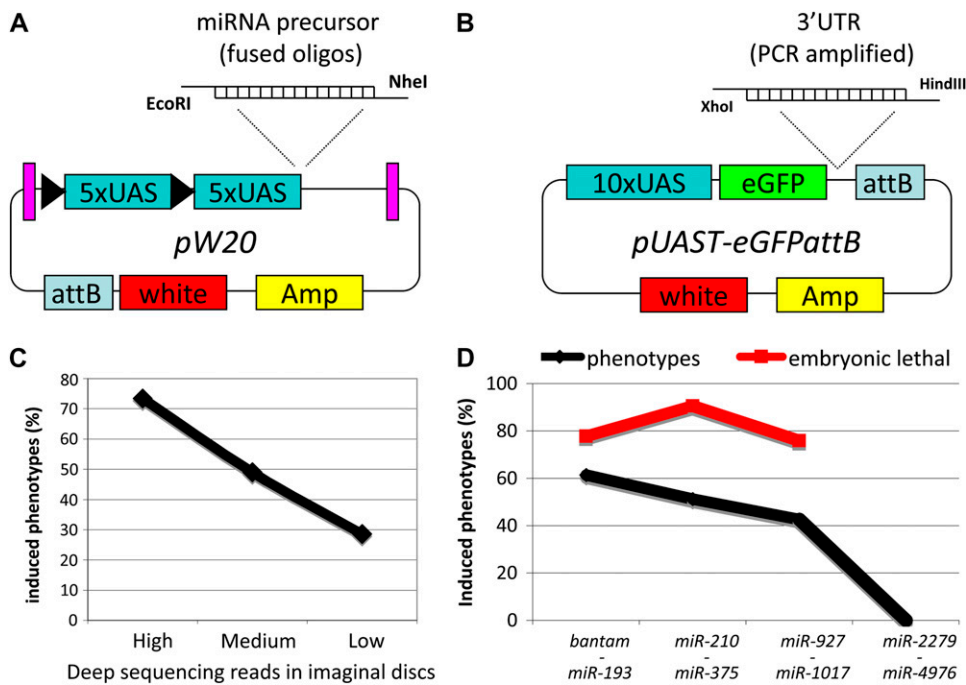 A
miRNA precursor
(fused oligos)
EcoRI
NheI
5xUAS
5xUAS
pW20
attB
white
Amp
B
3’UTR
(PCR amplified)
XhoI
HindIII
10xUAS
eGFP
attB
pUAST-eGFPattB
white
Amp
C
induced phenotypes (%)
80
70
60
50
40
30
20
10
0
High
Medium
Low
Deep sequencing reads in imaginal discs
D
phenotypes
embryonic lethal
Induced phenotypes (%)
100
80
60
40
20
0
bantam
-
miR-193
miR-210
-
miR-375
miR-927
-
miR-1017
miR-2279
-
miR-4976